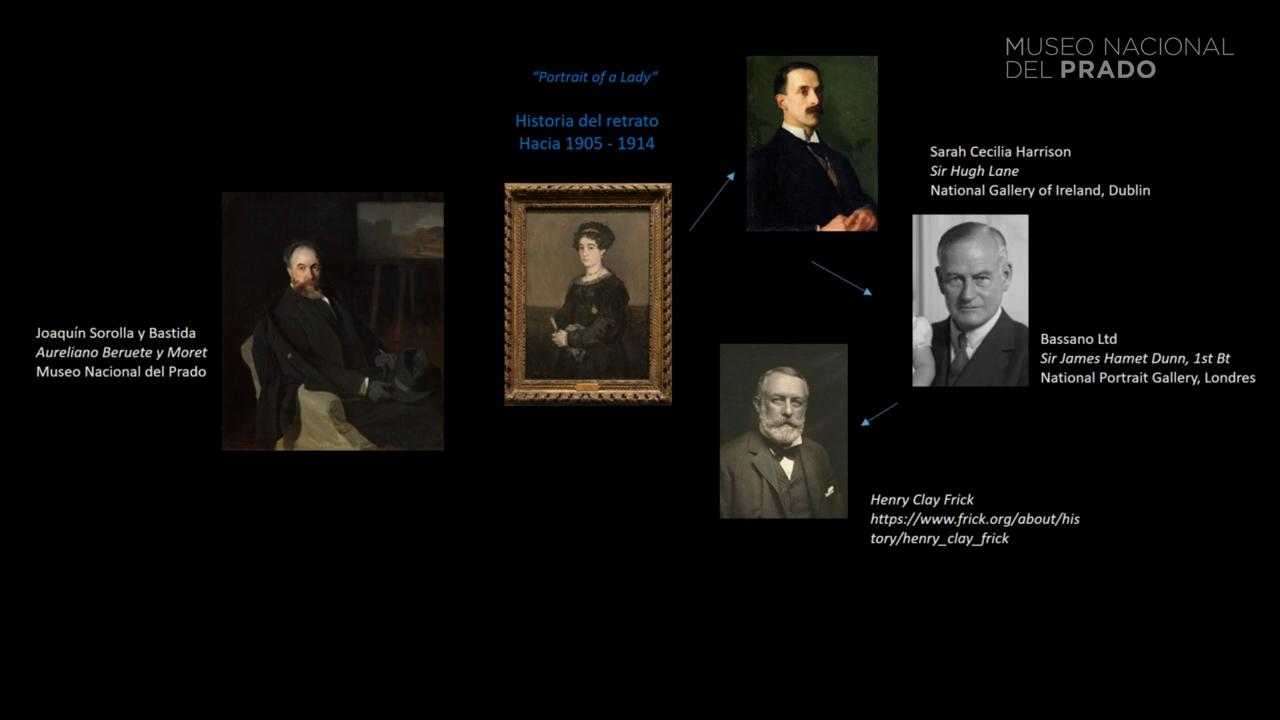 MUSEO NACIONAL
DEL PRADO
“Portrait of a Lady”
Historia del retrato
Hacia 1905 - 1914
Sarah Cecilia Harrison
Sir Hugh Lane
National Gallery of Ireland, Dublin
Joaquín Sorolla y Bastida
Aureliano Beruete y Moret
Museo Nacional del Prado
Bassano Ltd
Sir James Hamet Dunn, 1st Bt
National Portrait Gallery, Londres
Henry Clay Frick
https://www.frick.org/about/his
tory/henry_clay_frick